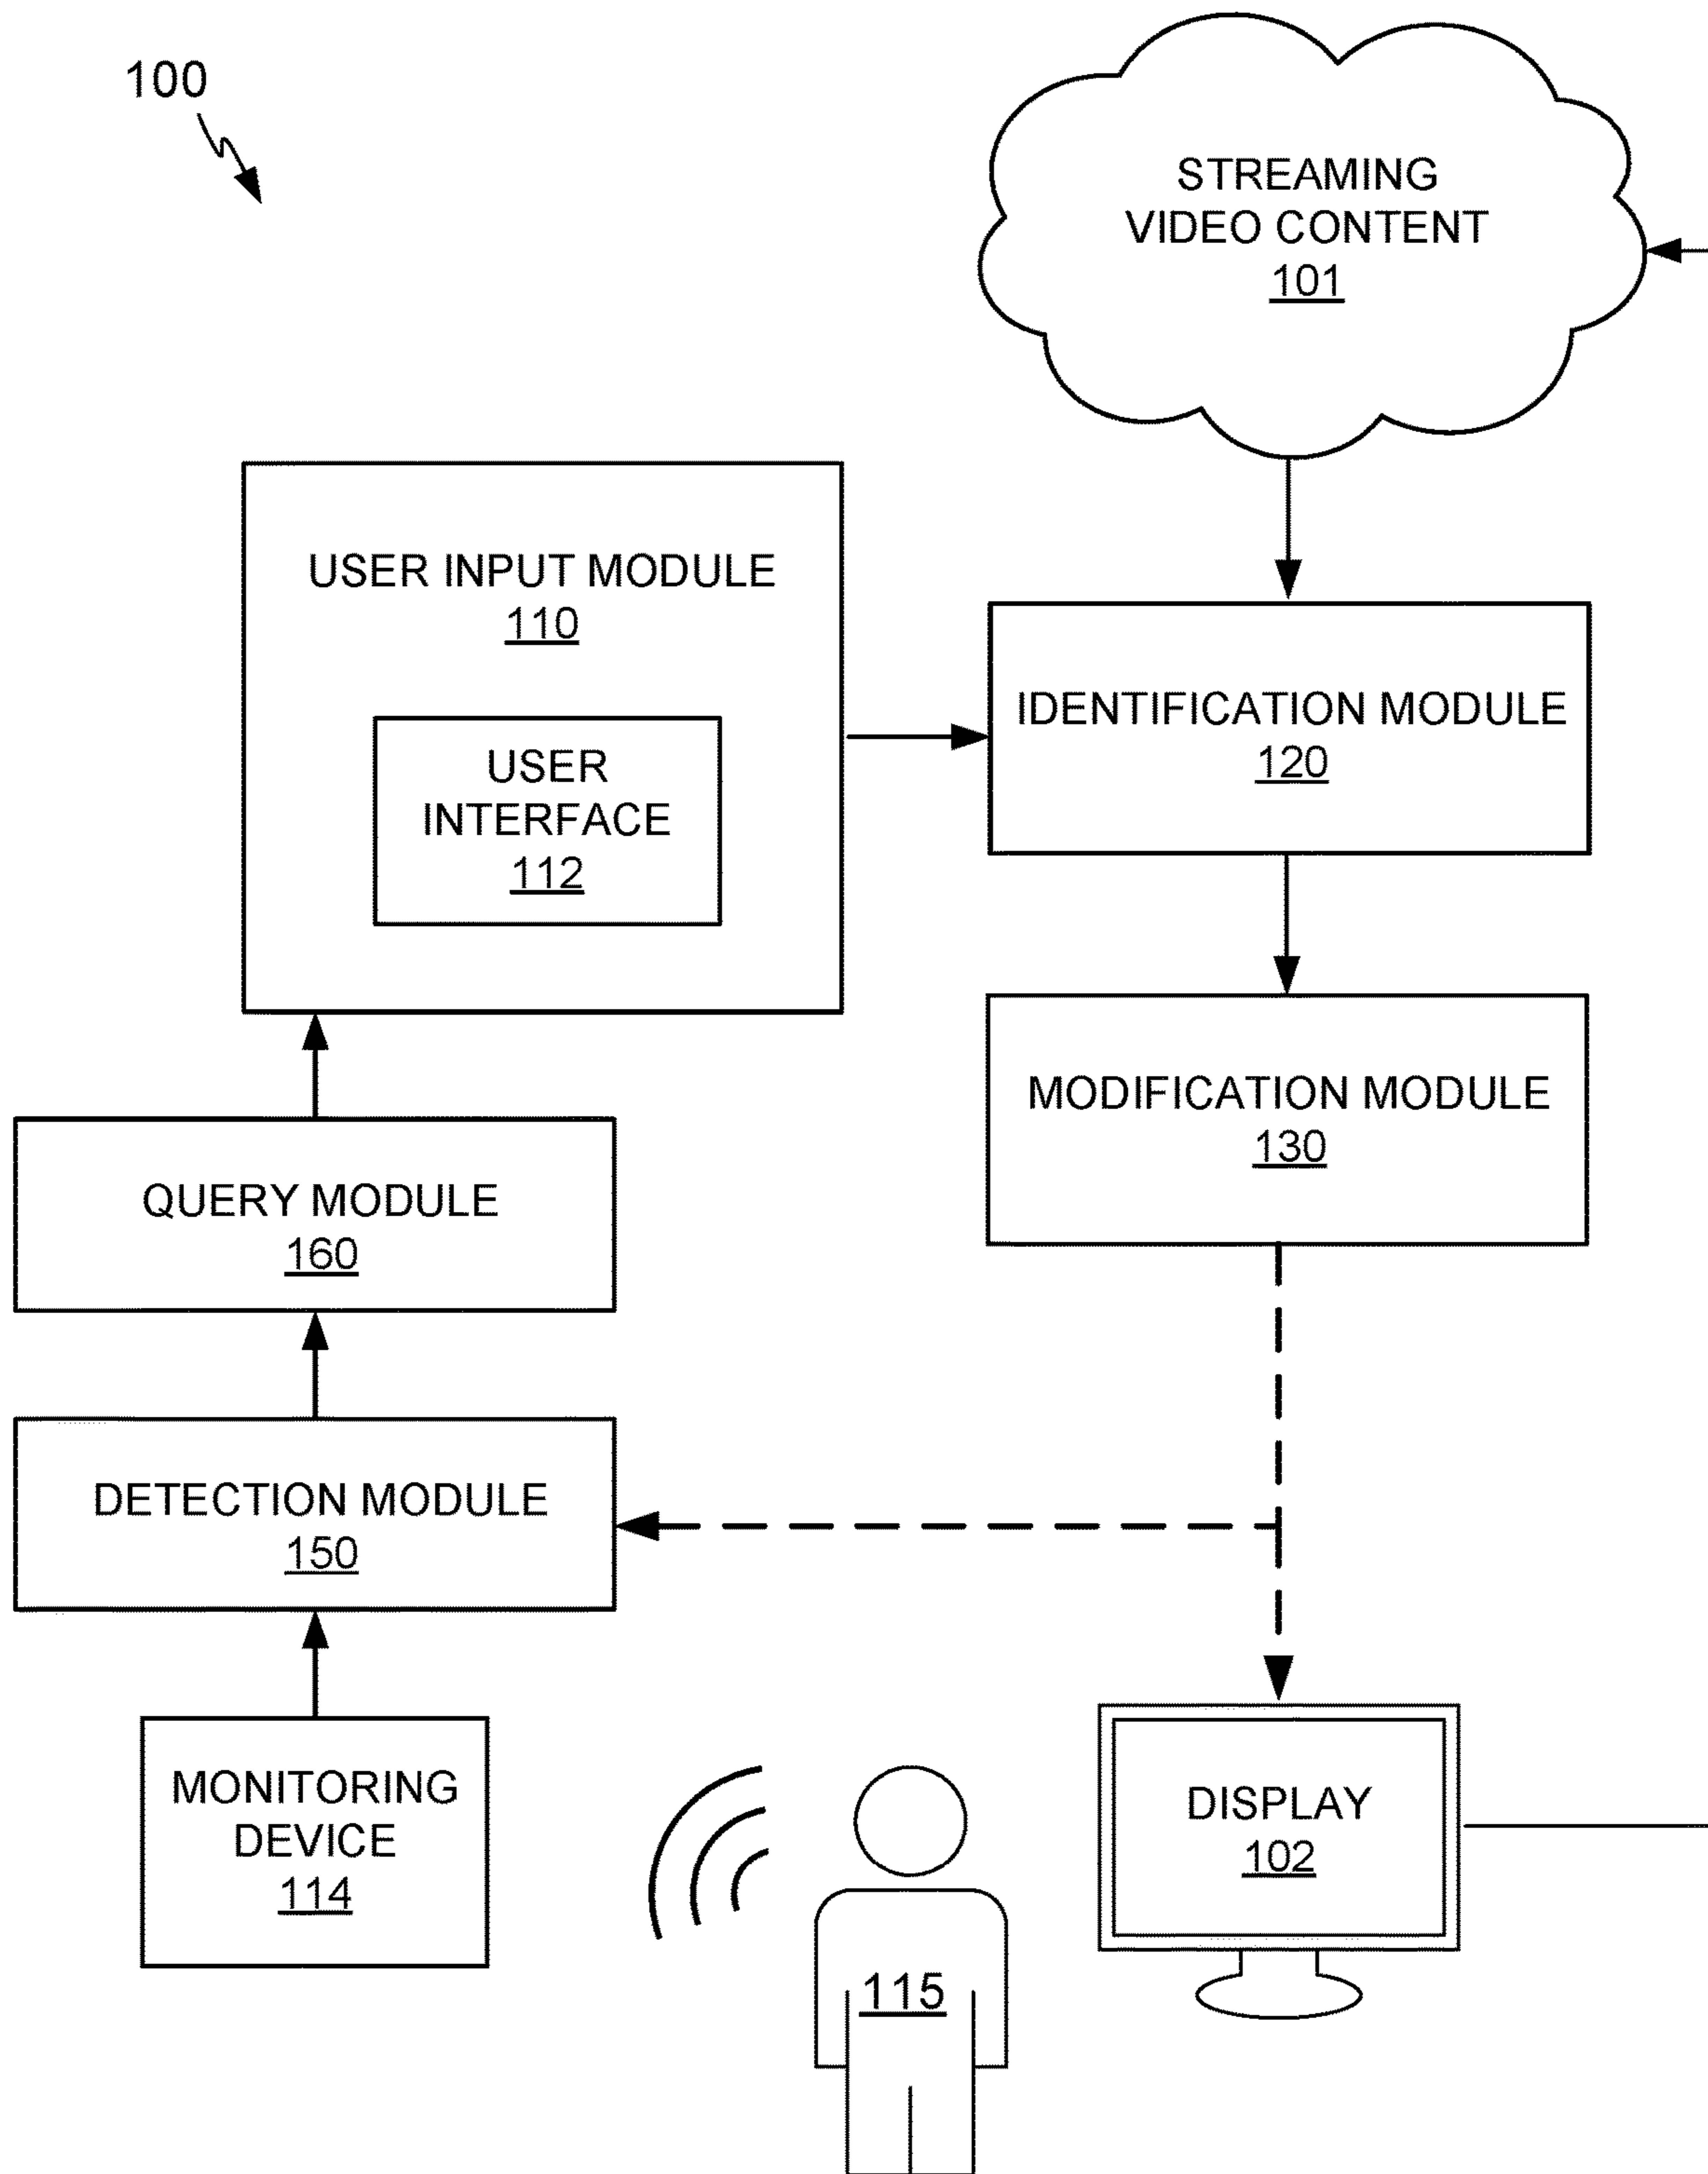 100
STREAMING
VIDEO CONTENT
101
USER INPUT MODULE
110
USER
INTERFACE
112
IDENTIFICATION MODULE
120
MODIFICATION MODULE
130
QUERY MODULE
160
DETECTION MODULE
150
MONITORING
DEVICE
114
115
DISPLAY
102